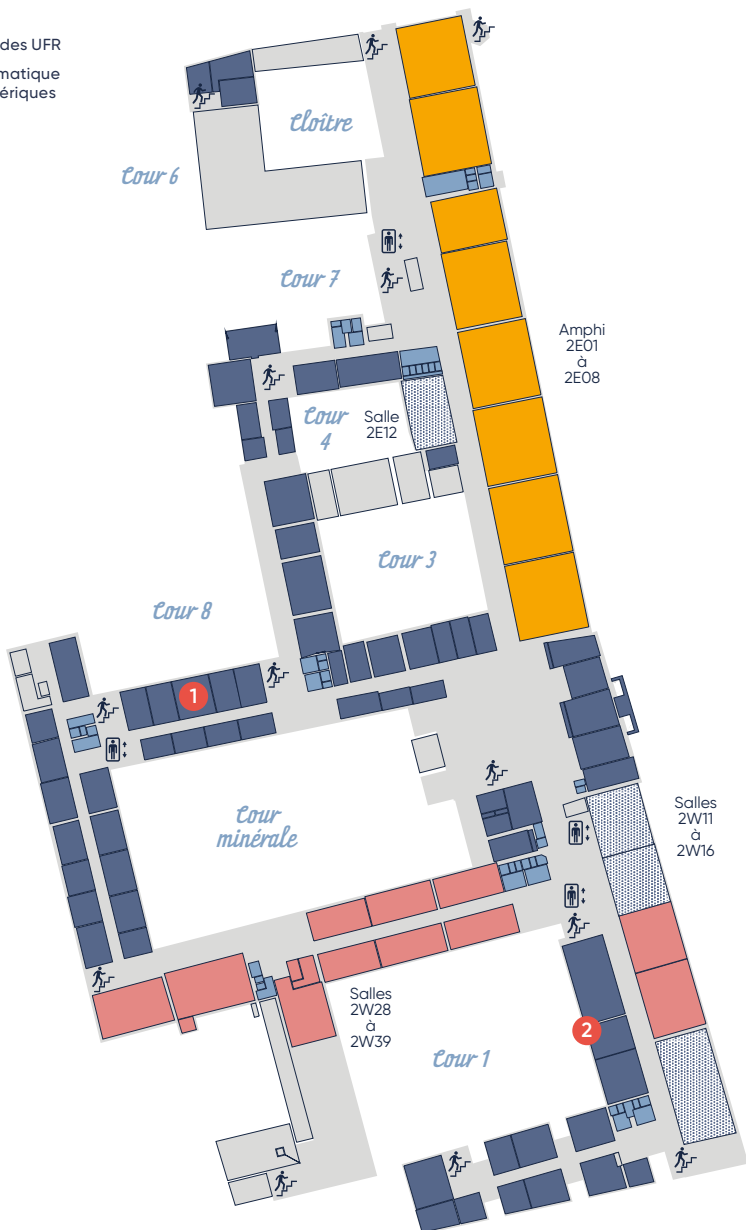 des UFR
matique
ériques
Cloître
Cour 6
Cour 7
Amphi
2E01
à
2E08
Cour
4
Salle
2E12
Cour 3
Cour 8
1
Cour
minérale
Salles
2W11
à
2W16
Salles
2W28
à
2W39
2
Cour 1